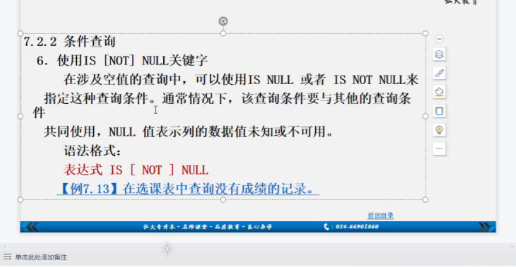 7.2.2 条件查询
6. 使用IS [NOT] NULL关键字
在涉及空值的查询中，可以使用IS NULL 或者 IS NOT NULL来
指定这种查询条件。通常情况下，该查询条件要与其他的查询条
件
共同使用，NULL 值表示列的数据值未知或不可用。
语法格式：
表达式 IS [ NOT ] NULL
【例7.13】在选课表中查询没有成绩的记录。
返回目录
弘大专升本 - 名师课堂 - 品质教育 - 良心办学
: 024-66901860
单击此处添加备注